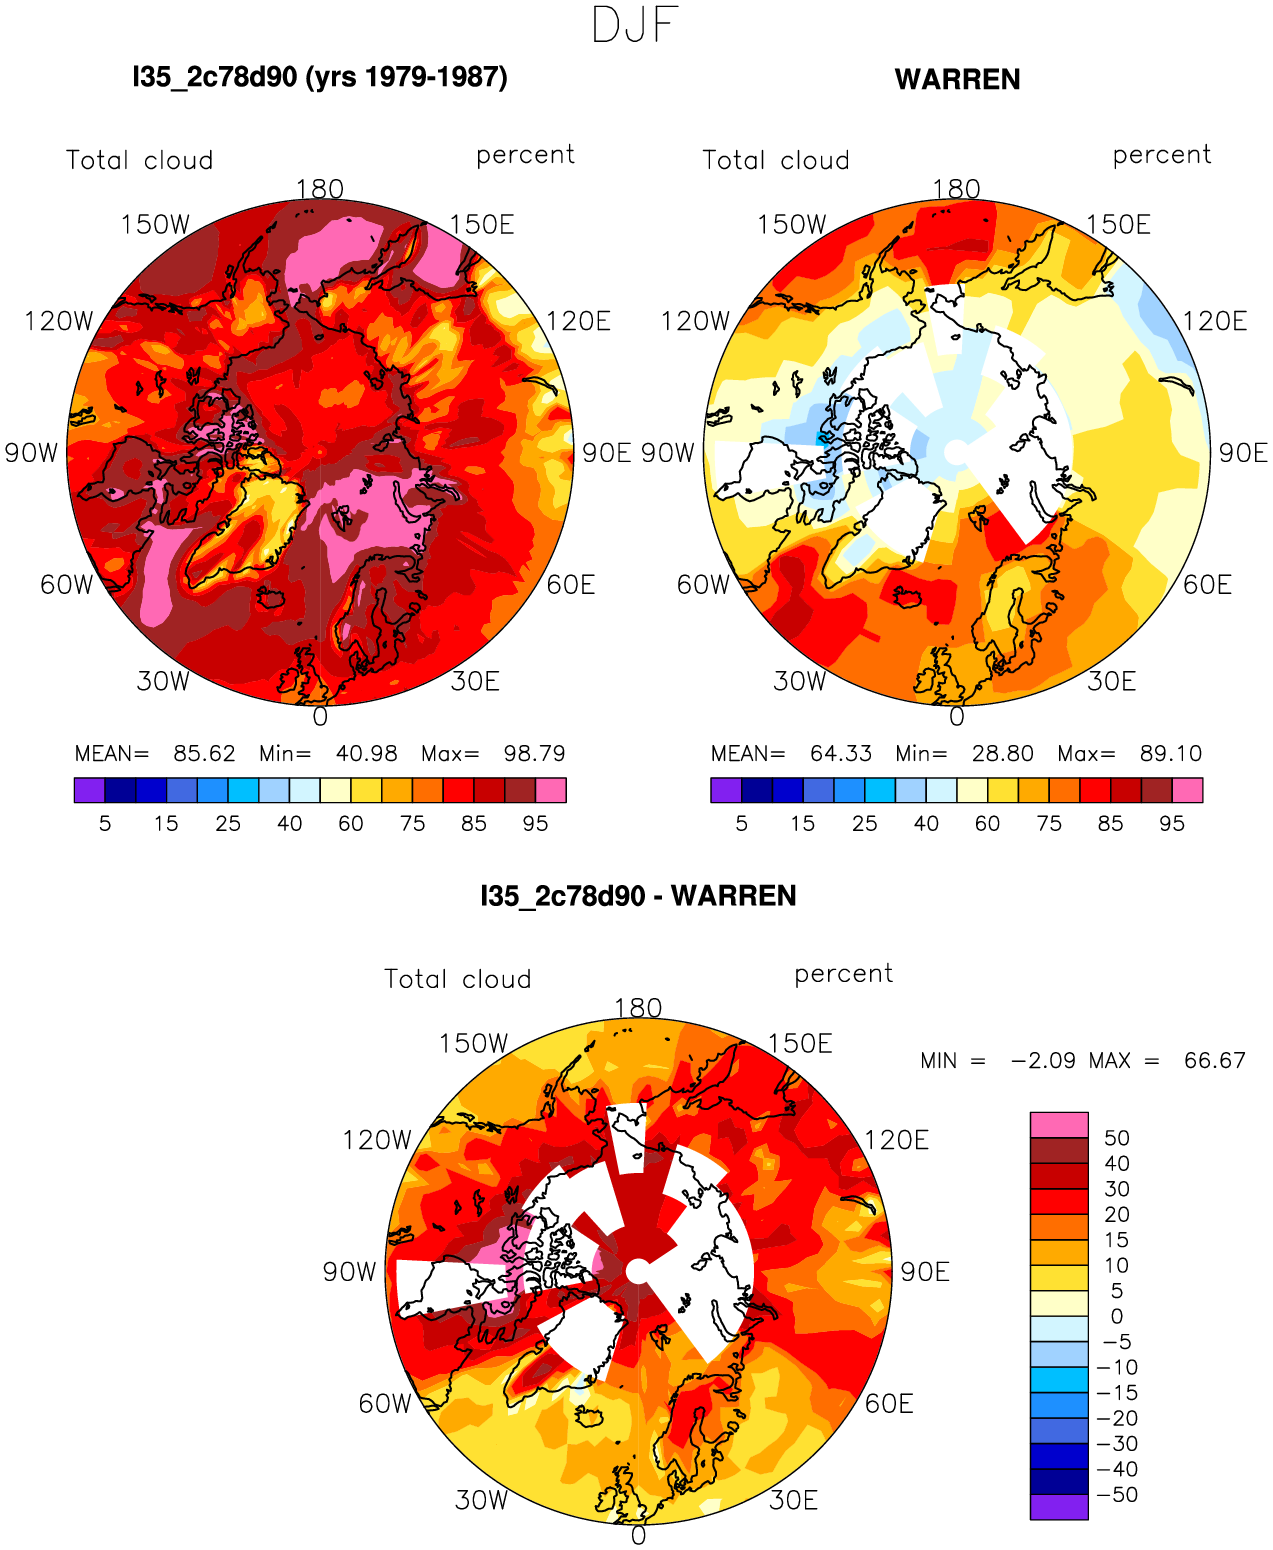 DJF
I35_2c78d90 (yrs 1979-1987)
WARREN
Total cloud percent
Total cloud percent
180
150W 150E
120W 120E
90W 90E
60W 60E
30W 30E
0
180
150W 150E
120W 120E
90W 90E
60W 60E
30W 30E
0
MEAN= 85.62 Min= 40.98 Max= 98.79
MEAN= 64.33 Min= 28.80 Max= 89.10
5 15 25 40 60 75 85 95
5 15 25 40 60 75 85 95
I35_2c78d90 - WARREN
Total cloud percent
180
150W 150E
120W 120E
90W 90E
60W 60E
30W 30E
0
MIN = -2.09 MAX = 66.67
50
40
30
20
15
10
5
0
-5
-10
-15
-20
-30
-40
-50